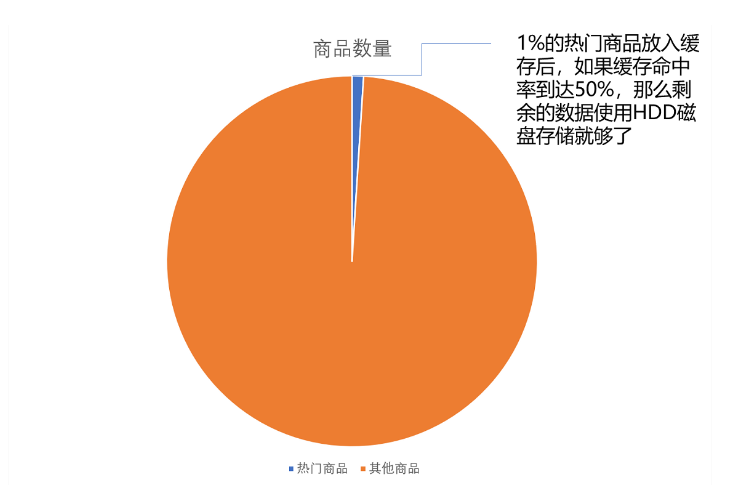 商品数量
1%的热门商品放入缓
存后，如果缓存命中
率到达50%，那么剩
余的数据使用HDD磁
盘存储就够了
热门商品 其他商品